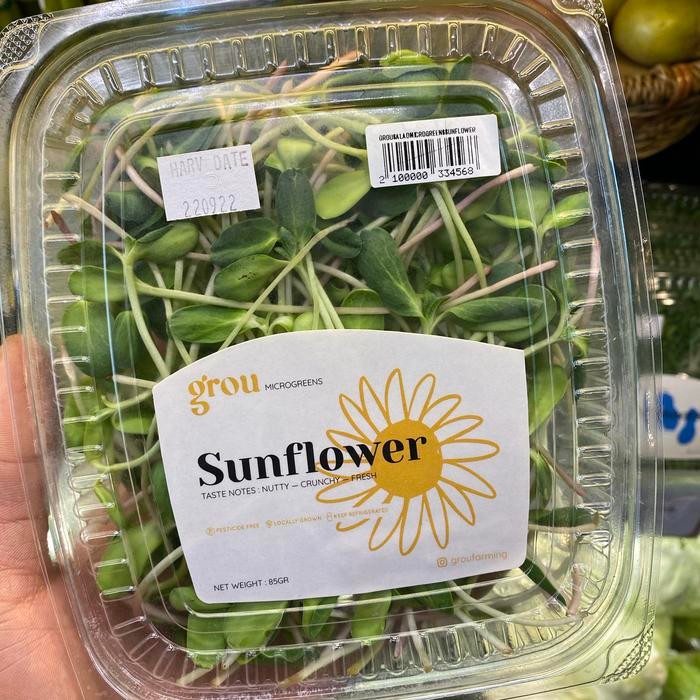 HARV DATE
220922
GROUSALADMICROGREENSSUNFLOWER
2 100000 334568
grou MICROGREENS
Sunflower
TASTE NOTES : NUTTY – CRUNCHY – FRESH
PESTICIDE FREE LOCALLY GROWN KEEP REFRIGERATED
NET WEIGHT : 85GR
groufarming